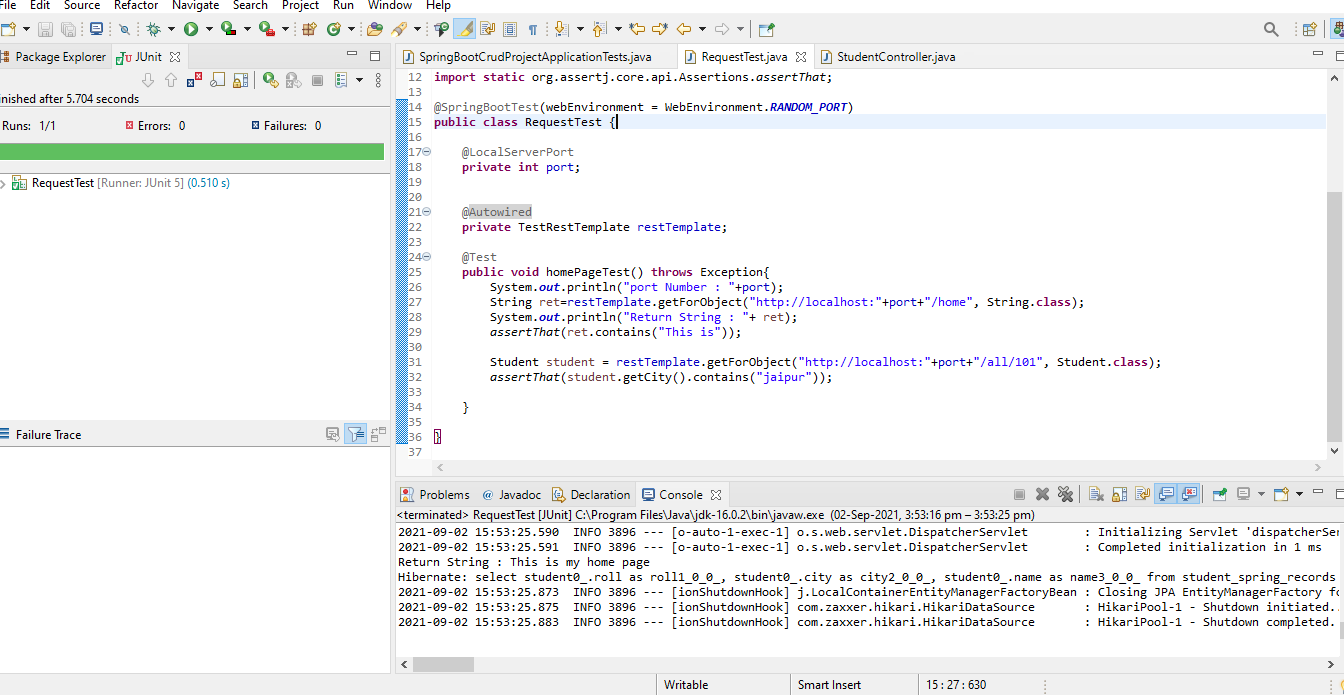 File Edit Source Refactor Navigate Search Project Run Window Help
Package Explorer JUnit
inished after 5.704 seconds
Runs: 1/1 Errors: 0 Failures: 0
RequestTest [Runner: JUnit 5] (0.510 s)
Failure Trace
SpringBootCrudProjectApplicationTests.java RequestTest.java StudentController.java
12 import static org.assertj.core.api.Assertions.assertThat;
13
14 @SpringBootTest(webEnvironment = WebEnvironment.RANDOM_PORT)
15 public class RequestTest {
16
17 @LocalServerPort
18 private int port;
19
20
21 @Autowired
22 private TestRestTemplate restTemplate;
23
24 @Test
25 public void homePageTest() throws Exception{
26 System.out.println("port Number : "+port);
27 String ret=restTemplate.getForObject("http://localhost:"+port+"/home", String.class);
28 System.out.println("Return String : "+ ret);
29 assertThat(ret.contains("This is"));
30
31 Student student = restTemplate.getForObject("http://localhost:"+port+"/all/101", Student.class);
32 assertThat(student.getCity().contains("jaipur"));
33
34 }
35
36 }
37
Problems @ Javadoc Declaration Console
<terminated> RequestTest [JUnit] C:\Program Files\Java\jdk-16.0.2\bin\javaw.exe (02-Sep-2021, 3:53:16 pm – 3:53:25 pm)
2021-09-02 15:53:25.590 INFO 3896 --- [o-auto-1-exec-1] o.s.web.servlet.DispatcherServlet : Initializing Servlet 'dispatcherSer
2021-09-02 15:53:25.591 INFO 3896 --- [o-auto-1-exec-1] o.s.web.servlet.DispatcherServlet : Completed initialization in 1 ms
Return String : This is my home page
Hibernate: select student0_.roll as roll1_0_0_, student0_.city as city2_0_0_, student0_.name as name3_0_0_ from student_spring_records
2021-09-02 15:53:25.873 INFO 3896 --- [ionShutdownHook] j.LocalContainerEntityManagerFactoryBean : Closing JPA EntityManagerFactory fo
2021-09-02 15:53:25.875 INFO 3896 --- [ionShutdownHook] com.zaxxer.hikari.HikariDataSource : HikariPool-1 - Shutdown initiated..
2021-09-02 15:53:25.883 INFO 3896 --- [ionShutdownHook] com.zaxxer.hikari.HikariDataSource : HikariPool-1 - Shutdown completed.
Writable Smart Insert 15 : 27 : 630